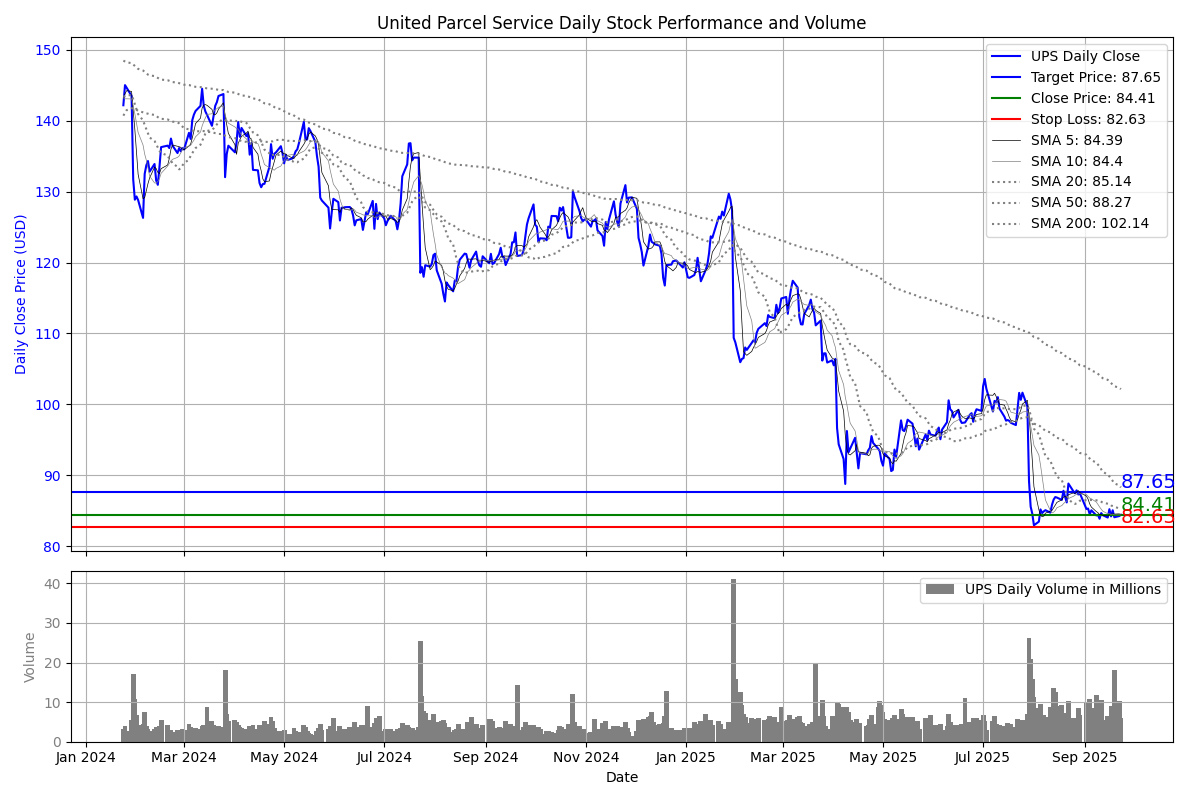 United Parcel Service Daily Stock Performance and Volume
Daily Close Price (USD)
150
140
130
120
110
100
90
80
UPS Daily Close
Target Price: 87.65
Close Price: 84.41
Stop Loss: 82.63
SMA 5: 84.39
SMA 10: 84.4
SMA 20: 85.14
SMA 50: 88.27
SMA 200: 102.14
87.65
84.41
82.63
Volume
40
30
20
10
0
UPS Daily Volume in Millions
Jan 2024 Mar 2024 May 2024 Jul 2024 Sep 2024 Nov 2024 Jan 2025 Mar 2025 May 2025 Jul 2025 Sep 2025
Date